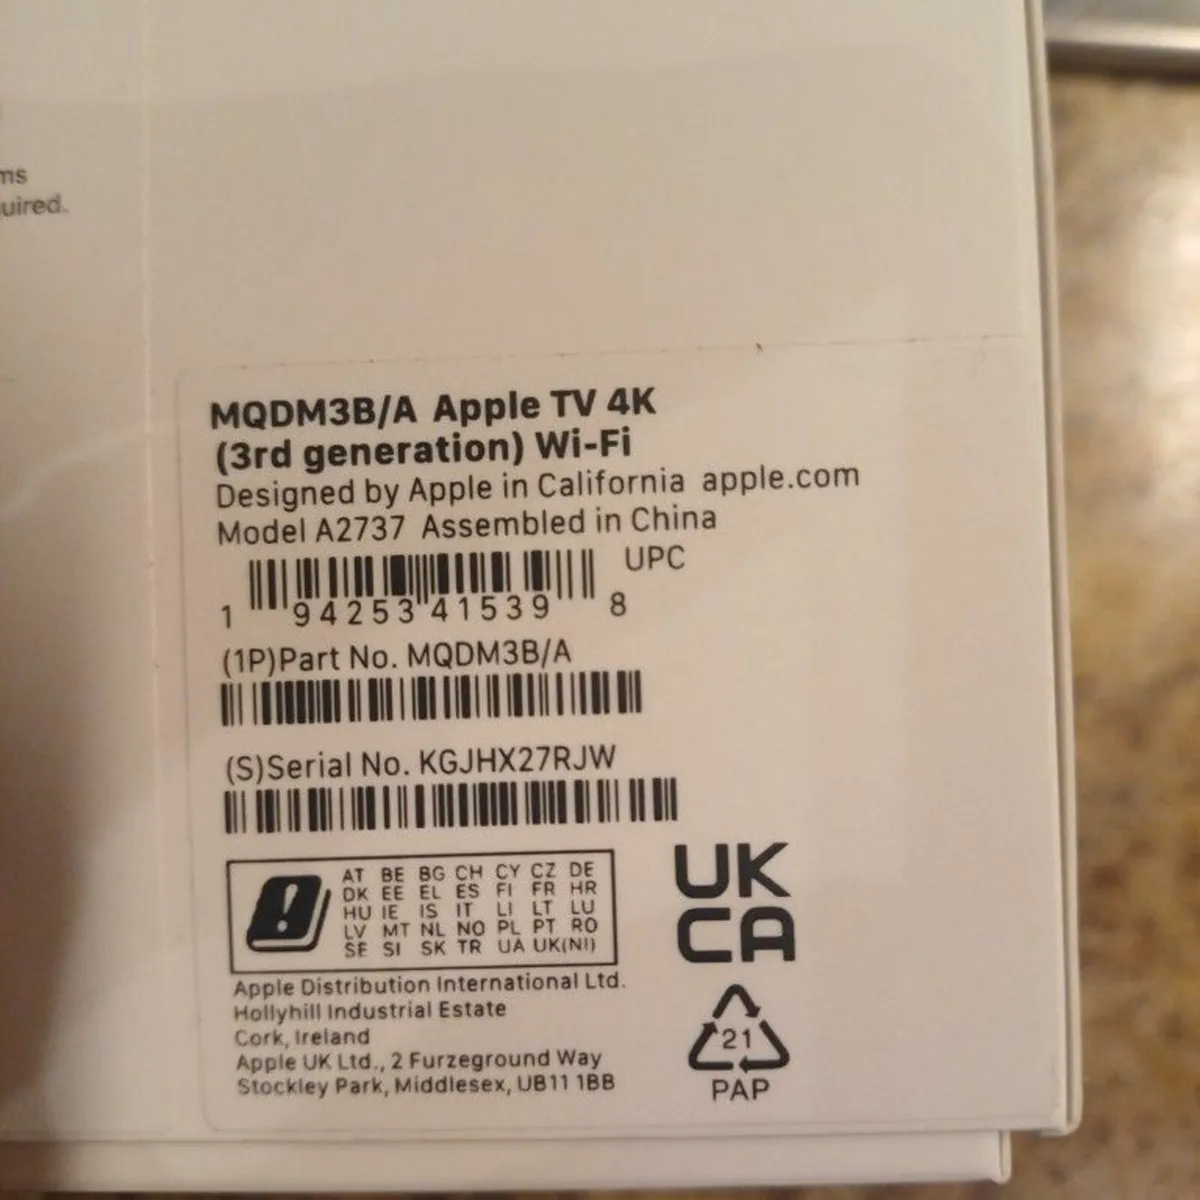 ms
uired.
MQDM3B/A Apple TV 4K
(3rd generation) Wi-Fi
Designed by Apple in California apple.com
Model A2737 Assembled in China
UPC
1 94253 41539 8
(1P)Part No. MQDM3B/A
(S)Serial No. KGJHX27RJW
AT BE BG CH CY CZ DE
DK EE EL ES FI FR HR
HU IE IS IT LI LT LU
LV MT NL NO PL PT RO
SE SI SK TR UA UK(NI)
UK
CA
Apple Distribution International Ltd.
Hollyhill Industrial Estate
Cork, Ireland
Apple UK Ltd., 2 Furzeground Way
Stockley Park, Middlesex, UB11 1BB
21
PAP